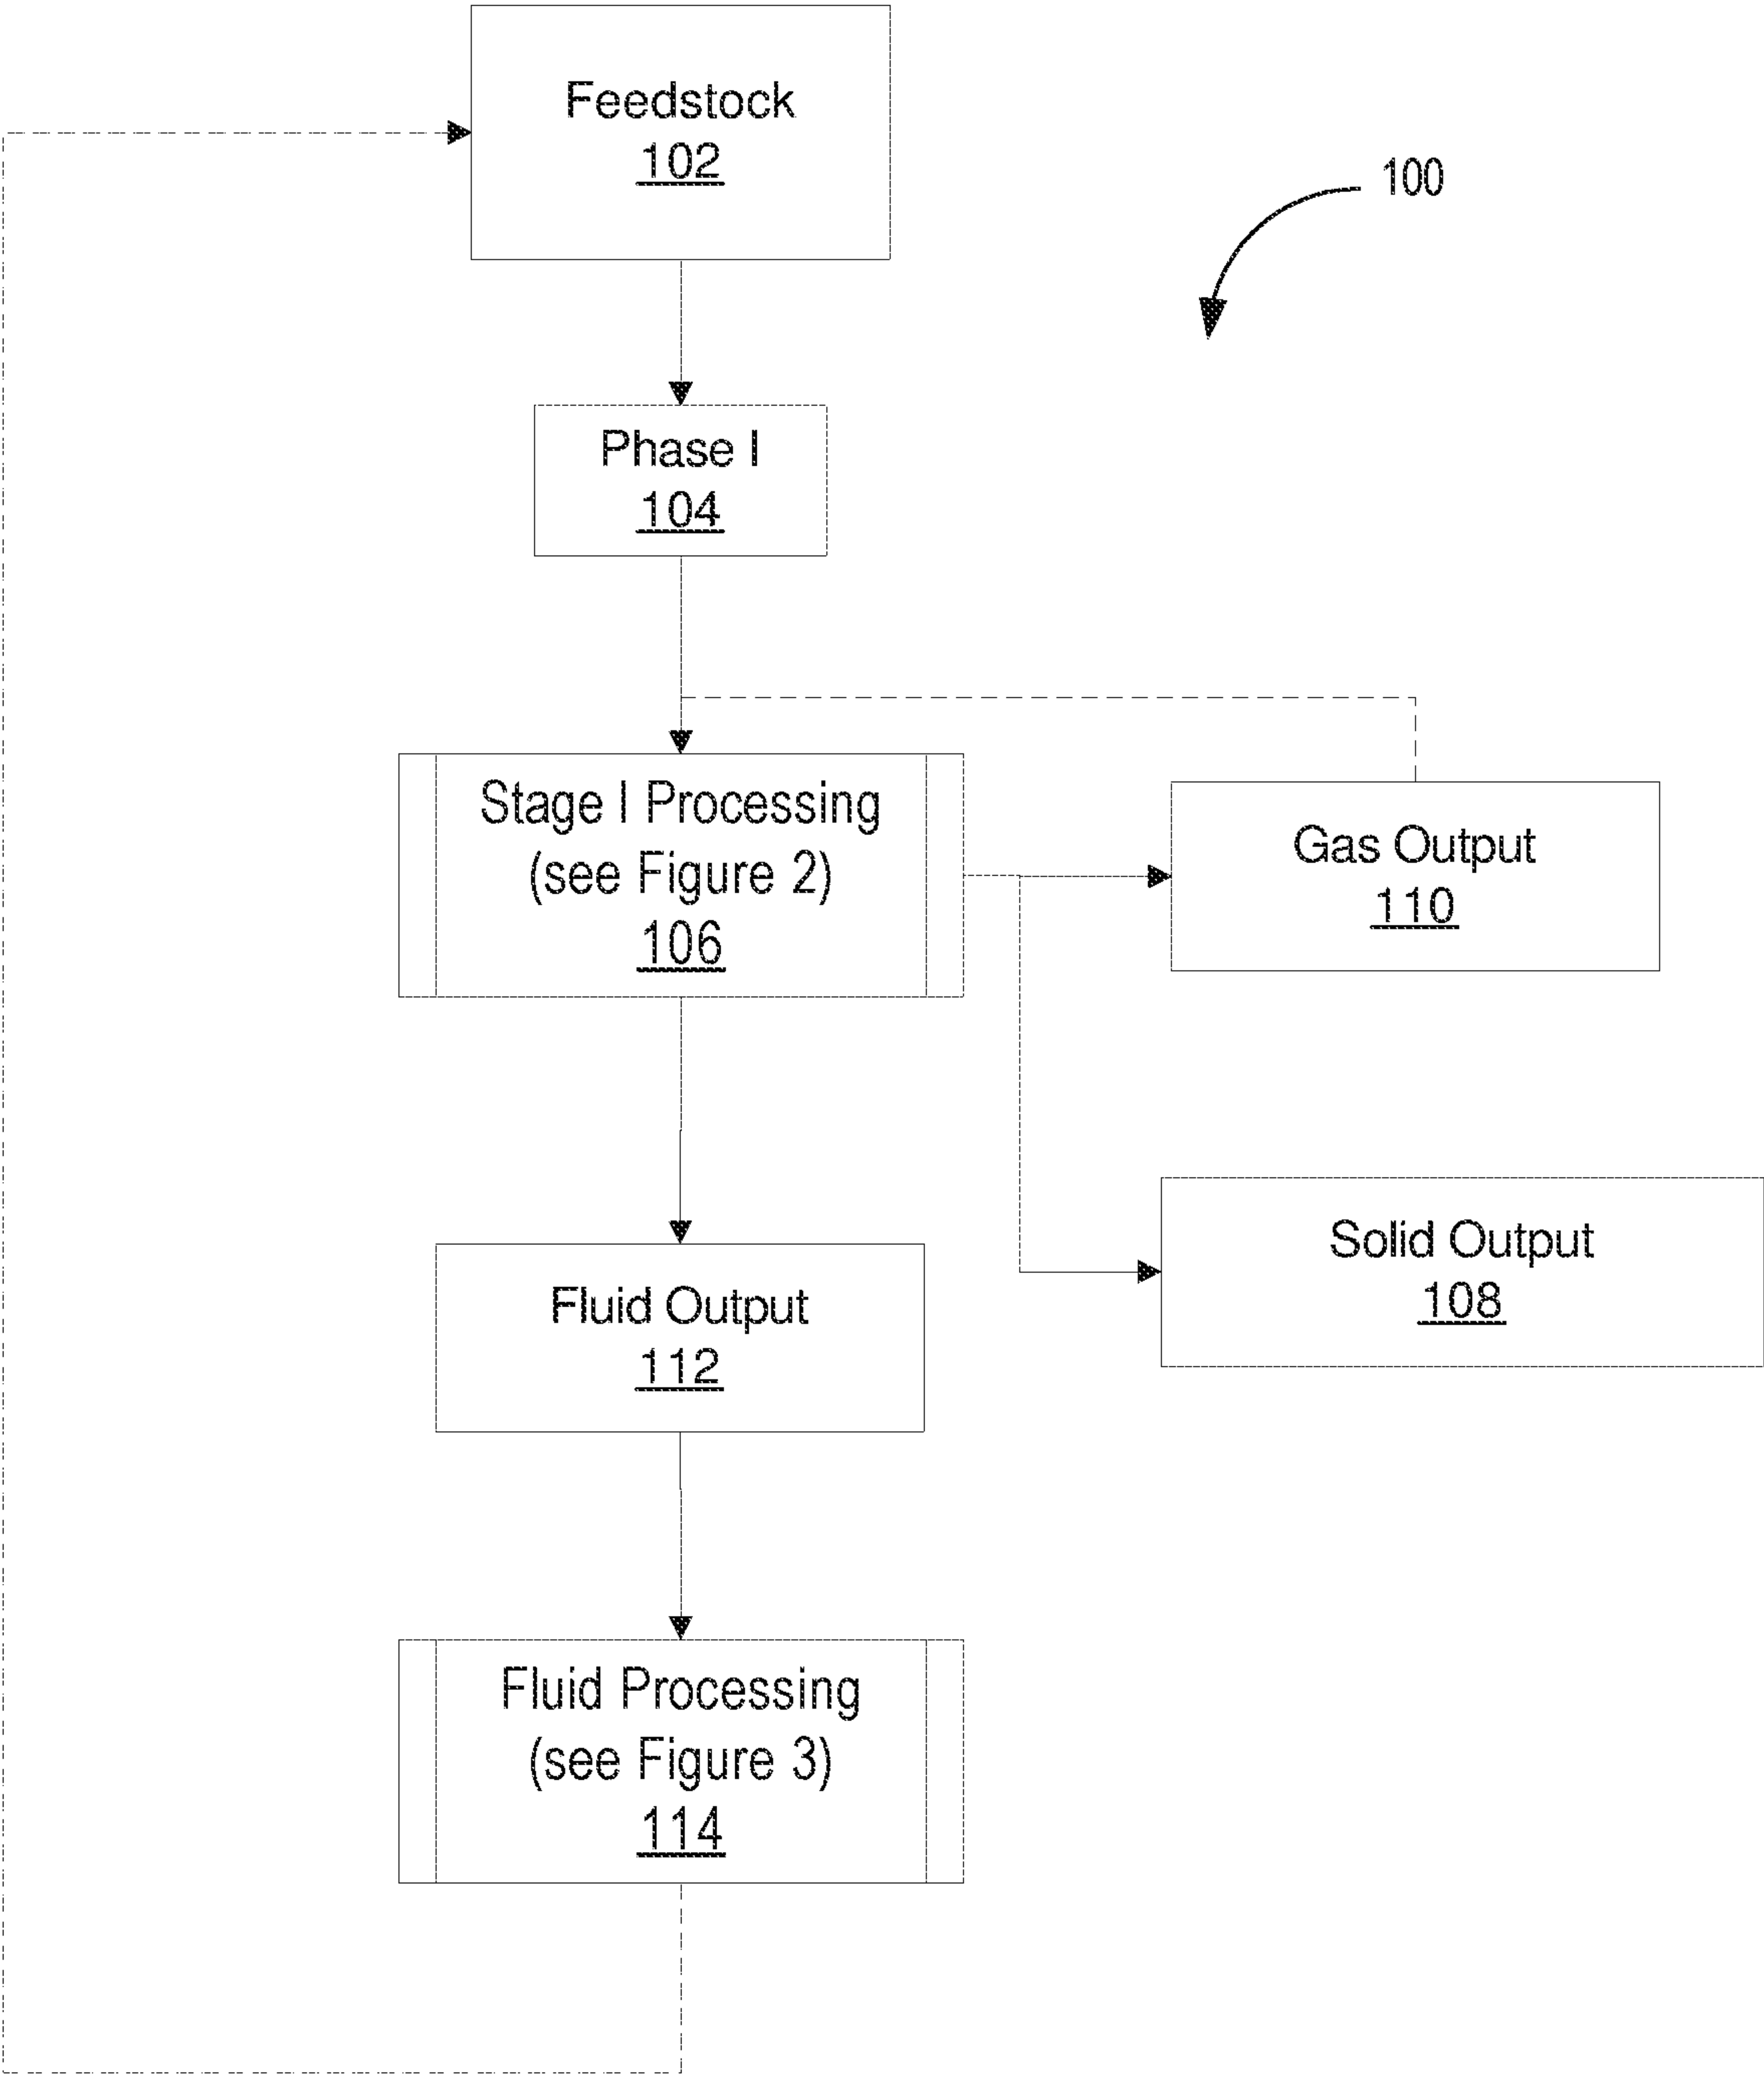 Feedstock
102
100
Phase I
104
Stage I Processing
(see Figure 2)
106
Gas Output
110
Solid Output
108
Fluid Output
112
Fluid Processing
(see Figure 3)
114